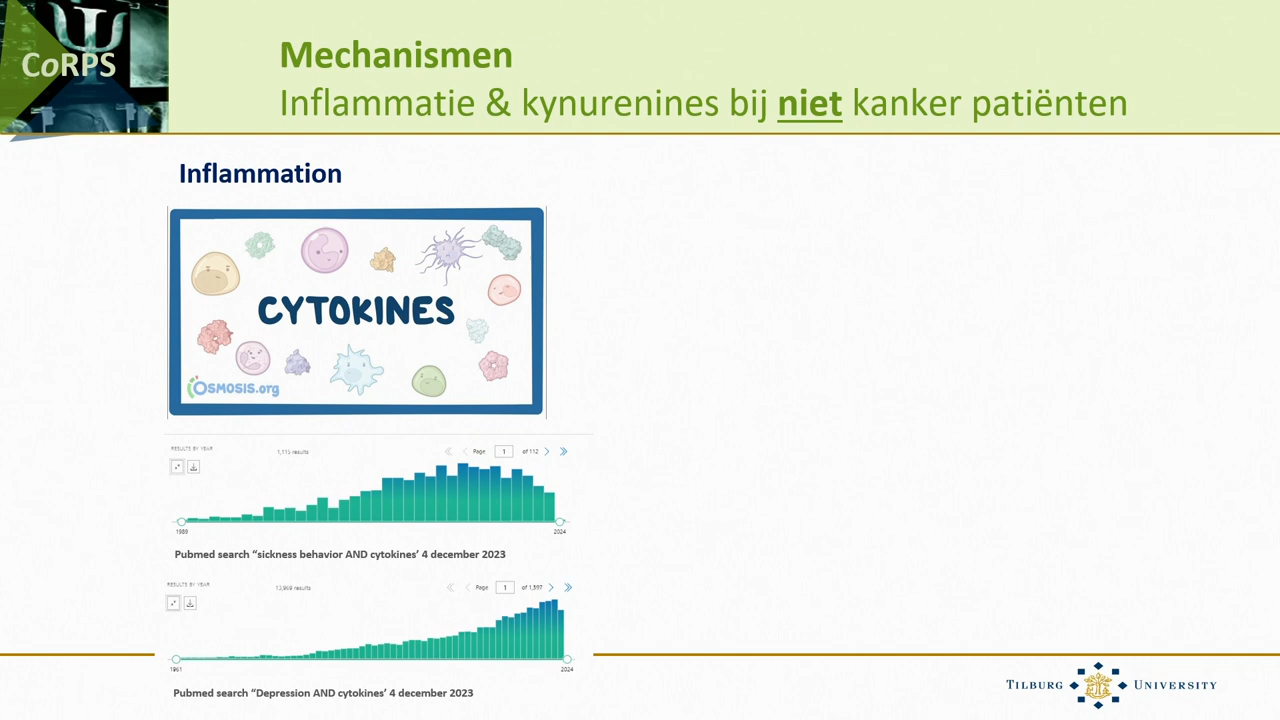 CoRPS
Mechanismen
Inflammatie & kynurenines bij niet kanker patiënten
Inflammation
CYTOKINES
OSMOSIS.org
RESULTS BY YEAR
1,115 results
Page 1 of 112
1989
2024
Pubmed search “sickness behavior AND cytokines’ 4 december 2023
RESULTS BY YEAR
13,969 results
Page 1 of 1,397
1961
2024
Pubmed search “Depression AND cytokines’ 4 december 2023
TILBURG UNIVERSITY